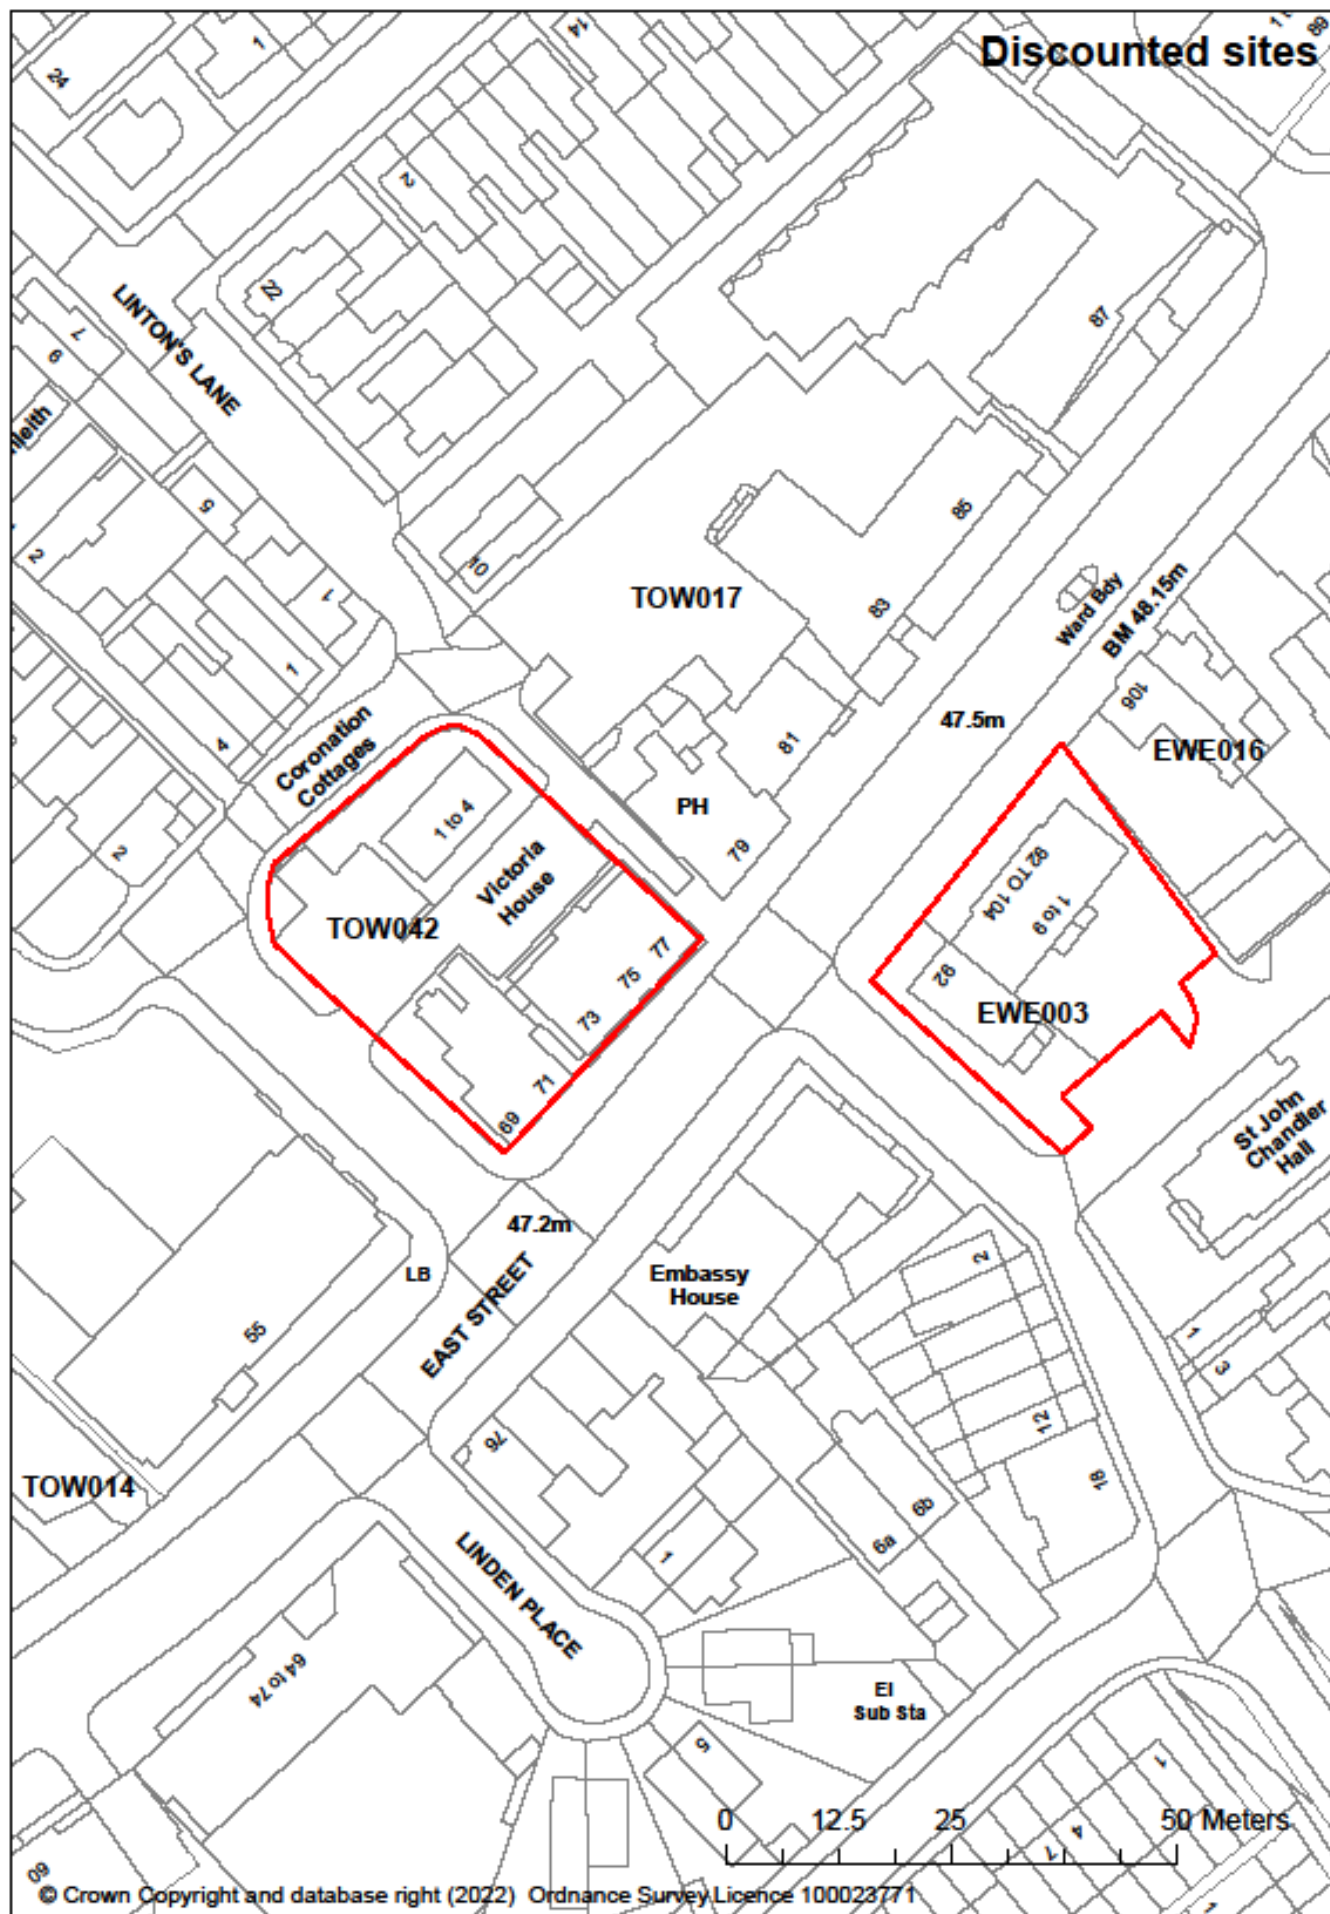 Discounted sites
1
14
89
24
2
22
LINTON'S LANE
7
6
nleith
87
5
2
10
85
1
TOW017
83
Ward Bdy
BM 48.15m
1
106
4
Coronation
Cottages
47.5m
81
EWE016
1 to 4
PH
79
2
Victoria
House
92 TO 104
1 to 9
TOW042
77
75
92
73
EWE003
71
69
St John
Chandler
Hall
47.2m
LB
Embassy
House
2
EAST STREET
55
1
3
12
76
TOW014
18
6b
6a
1
LINDEN PLACE
64 to 74
El
Sub Sta
5
1
4
7
0 12.5 25 50 Meters
60
1
© Crown Copyright and database right (2022) Ordnance Survey Licence 100023771